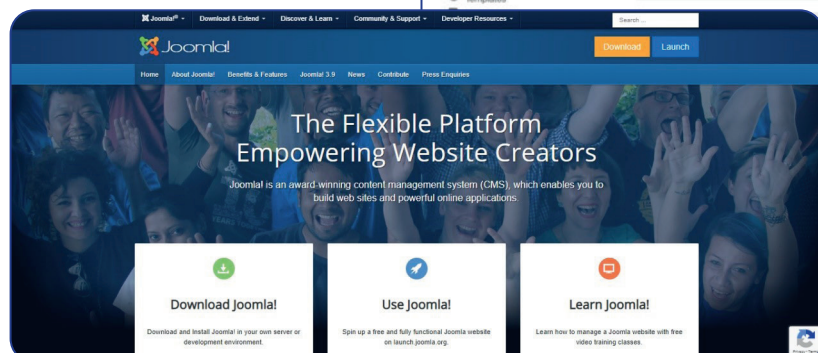 Joomla!® Download & Extend Discover & Learn Community & Support Developer Resources Search ...
Joomla! Download Launch
Home About Joomla! Benefits & Features Joomla! 3.9 News Contribute Press Enquiries
The Flexible Platform
Empowering Website Creators
Joomla! is an award-winning content management system (CMS), which enables you to
build web sites and powerful online applications.
Download Joomla! Use Joomla! Learn Joomla!
Download and Install Joomla! in your own server or
development environment.
Spin up a free and fully functional Joomla website
on launch.joomla.org.
Learn how to manage a Joomla website with free
video training classes.